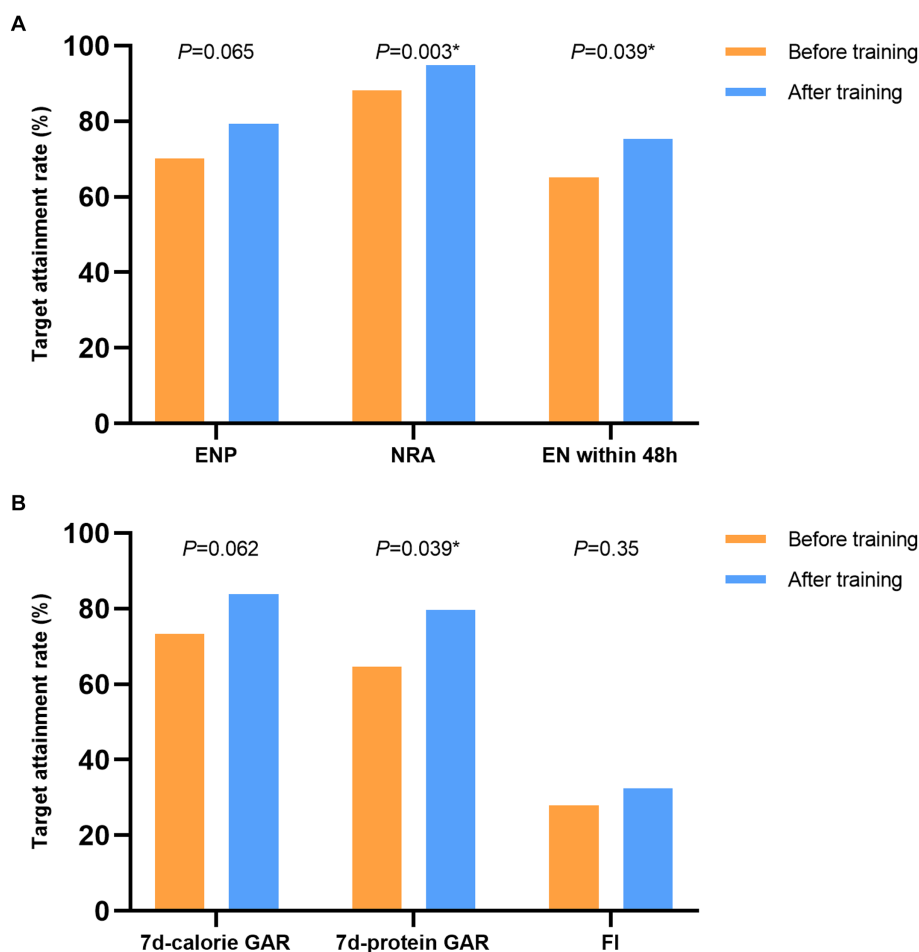 A
Target attainment rate (%)
100
80
60
40
20
0
P=0.065
P=0.003*
P=0.039*
ENP
NRA
EN within 48h
Before training
After training
B
Target attainment rate (%)
100
80
60
40
20
0
P=0.062
P=0.039*
P=0.35
7d-calorie GAR
7d-protein GAR
FI
Before training
After training